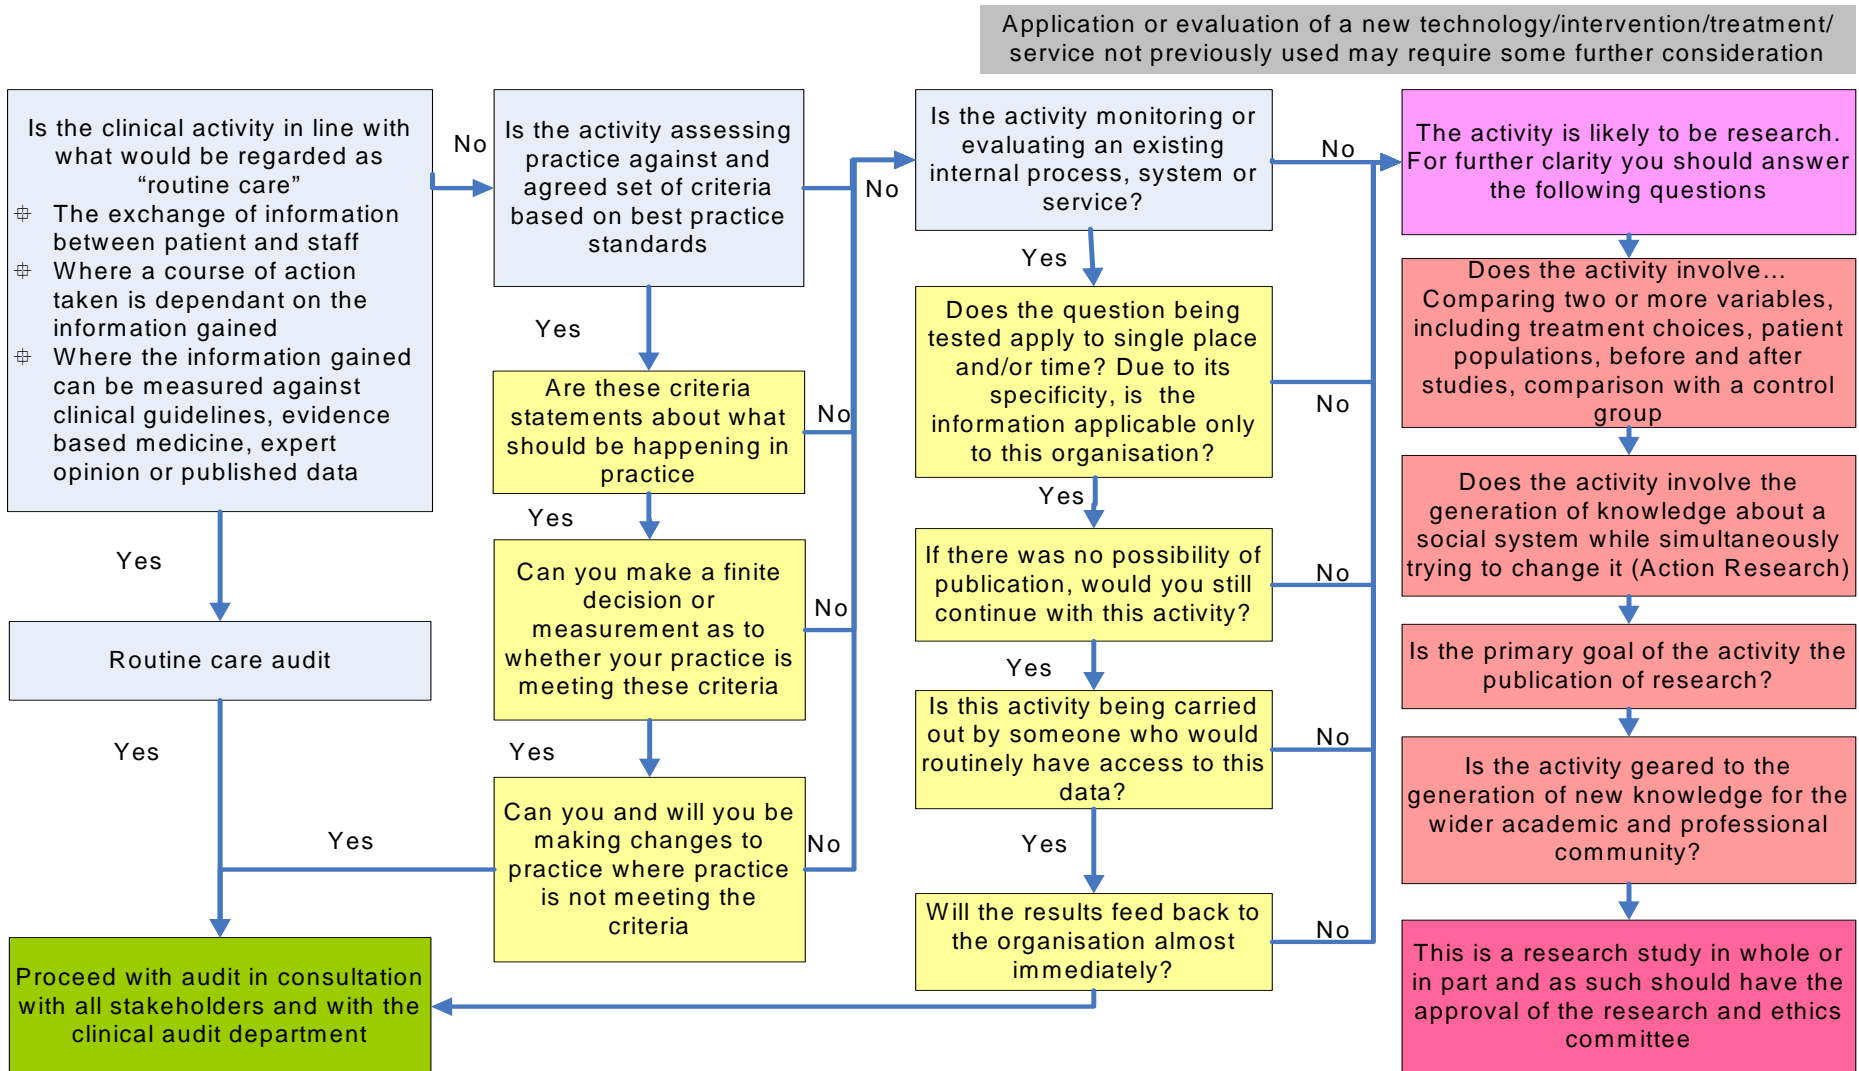 Application or evaluation of a new technology/intervention/treatment/
service not previously used may require some further consideration
Is the clinical activity in line with
what would be regarded as
“routine care”
The exchange of information
between patient and staff
Where a course of action
taken is dependant on the
information gained
Where the information gained
can be measured against
clinical guidelines, evidence
based medicine, expert
opinion or published data
No
Yes
Routine care audit
Yes
Proceed with audit in consultation
with all stakeholders and with the
clinical audit department
Is the activity assessing
practice against and
agreed set of criteria
based on best practice
standards
No
Yes
Are these criteria
statements about what
should be happening in
practice
No
Yes
Can you make a finite
decision or
measurement as to
whether your practice is
meeting these criteria
No
Yes
Can you and will you be
making changes to
practice where practice
is not meeting the
criteria
No
Yes
Is the activity monitoring or
evaluating an existing
internal process, system or
service?
No
Yes
Does the question being
tested apply to single place
and/or time? Due to its
specificity, is the
information applicable only
to this organisation?
No
Yes
If there was no possibility of
publication, would you still
continue with this activity?
No
Yes
Is this activity being carried
out by someone who would
routinely have access to this
data?
No
Yes
Will the results feed back to
the organisation almost
immediately?
No
The activity is likely to be research.
For further clarity you should answer
the following questions
Does the activity involve…
Comparing two or more variables,
including treatment choices, patient
populations, before and after
studies, comparison with a control
group
Does the activity involve the
generation of knowledge about a
social system while simultaneously
trying to change it (Action Research)
Is the primary goal of the activity the
publication of research?
Is the activity geared to the
generation of new knowledge for the
wider academic and professional
community?
This is a research study in whole or
in part and as such should have the
approval of the research and ethics
committee